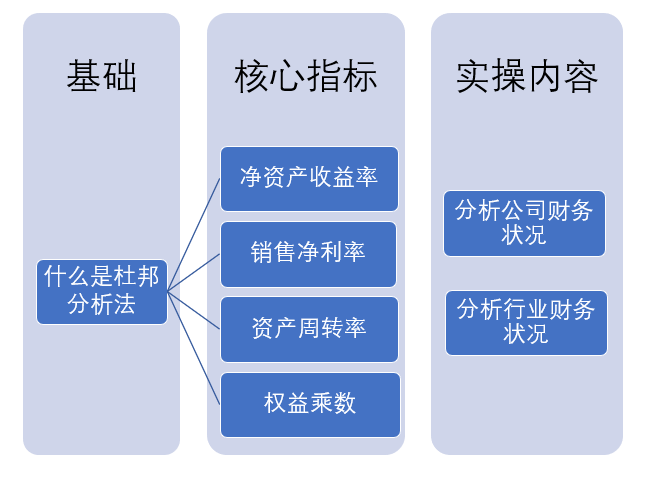 基础
什么是杜邦
分析法
核心指标
净资产收益率
销售净利率
资产周转率
权益乘数
实操内容
分析公司财务
状况
分析行业财务
状况